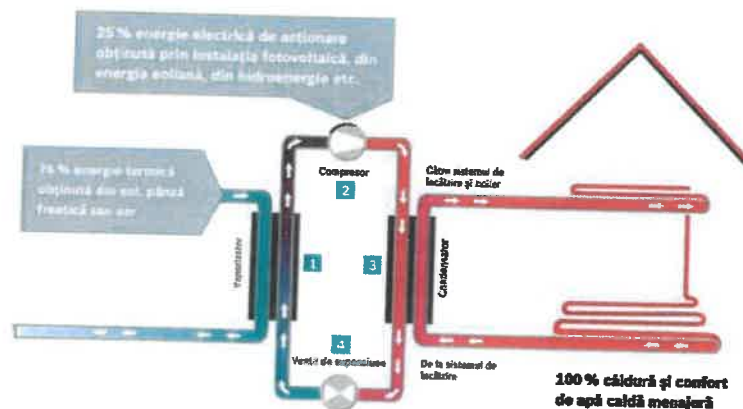 25 % energie electrică de acționare
obținută prin instalația fotovoltaică, din
energia eoliană, din hidroenergie etc.
75 % energie termică
obținută din sol, pânză
freatică sau aer
Compresor
2
Către sistemul de
încălzire și boiler
Vaporizator
1
3
Condensator
4
Ventil de expansiune
De la sistemul de
încălzire
100 % căldură și confort
de apă caldă menajeră